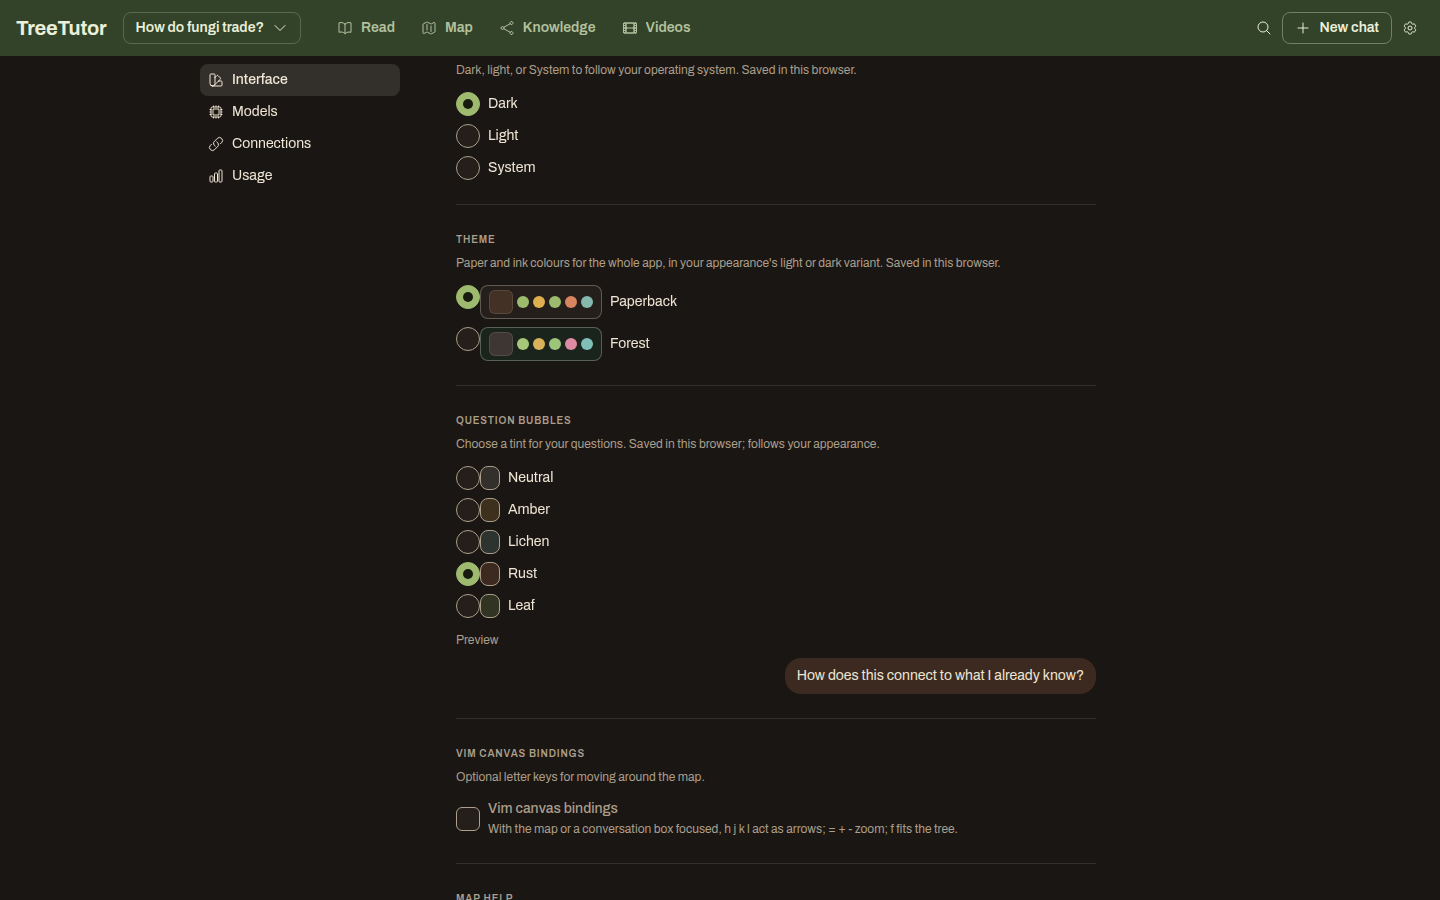 TreeTutor
How do fungi trade?
Read
Map
Knowledge
Videos
New chat
Interface
Models
Connections
Usage
Dark, light, or System to follow your operating system. Saved in this browser.
Dark
Light
System
THEME
Paper and ink colours for the whole app, in your appearance's light or dark variant. Saved in this browser.
Paperback
Forest
QUESTION BUBBLES
Choose a tint for your questions. Saved in this browser; follows your appearance.
Neutral
Amber
Lichen
Rust
Leaf
Preview
How does this connect to what I already know?
VIM CANVAS BINDINGS
Optional letter keys for moving around the map.
Vim canvas bindings
With the map or a conversation box focused, h j k l act as arrows; = + - zoom; f fits the tree.
MAP HELP